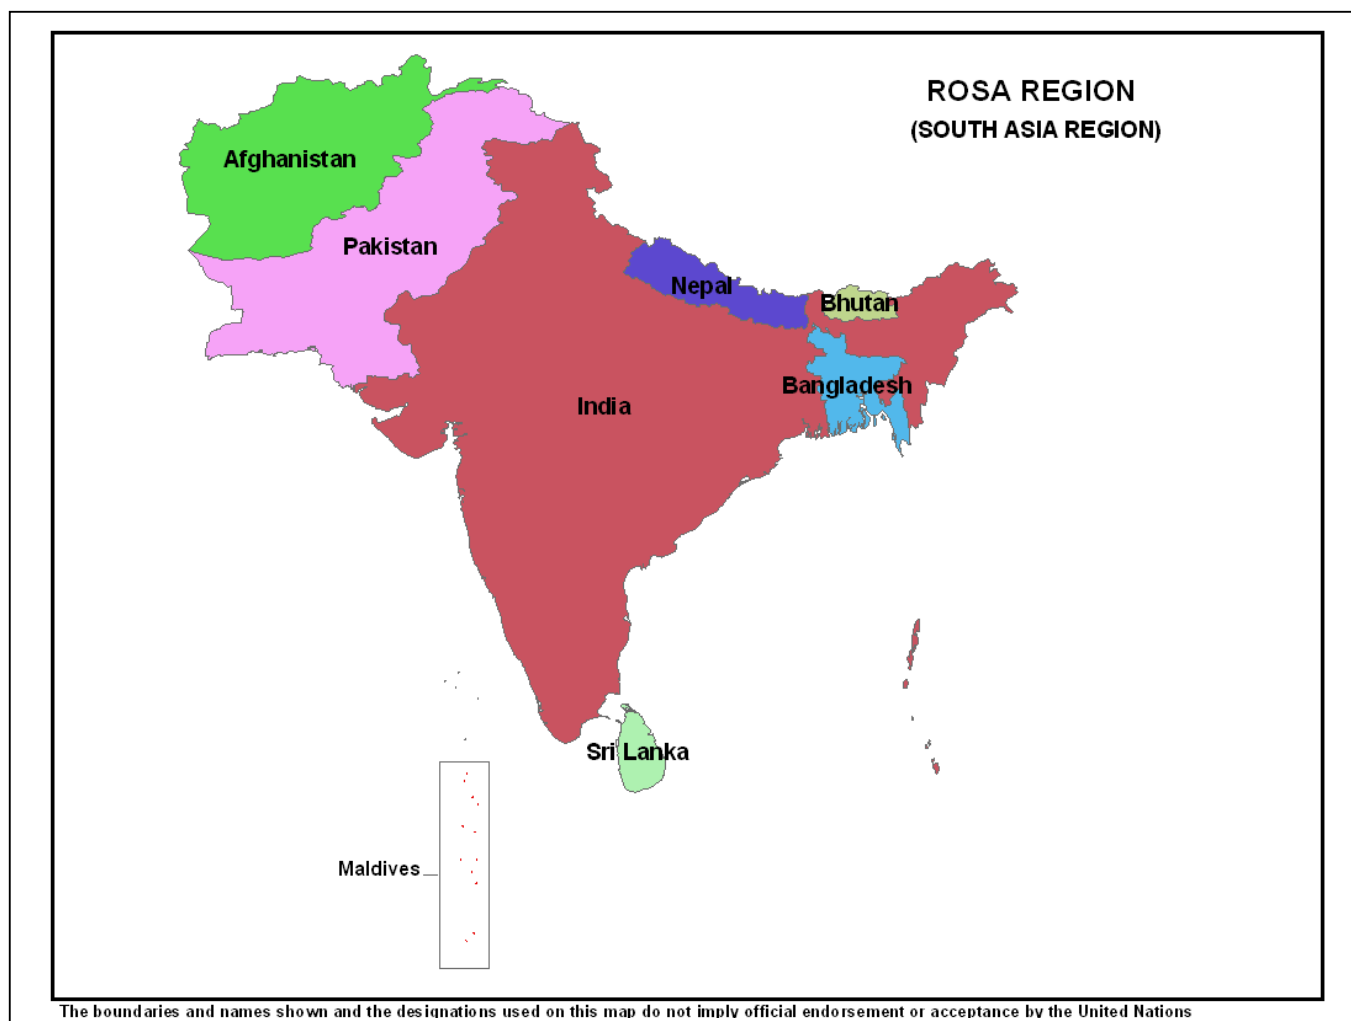 ROSA REGION
(SOUTH ASIA REGION)
Afghanistan
Pakistan
Nepal
Bhutan
Bangladesh
India
Sri Lanka
Maldives
The boundaries and names shown and the designations used on this map do not imply official endorsement or acceptance by the United Nations